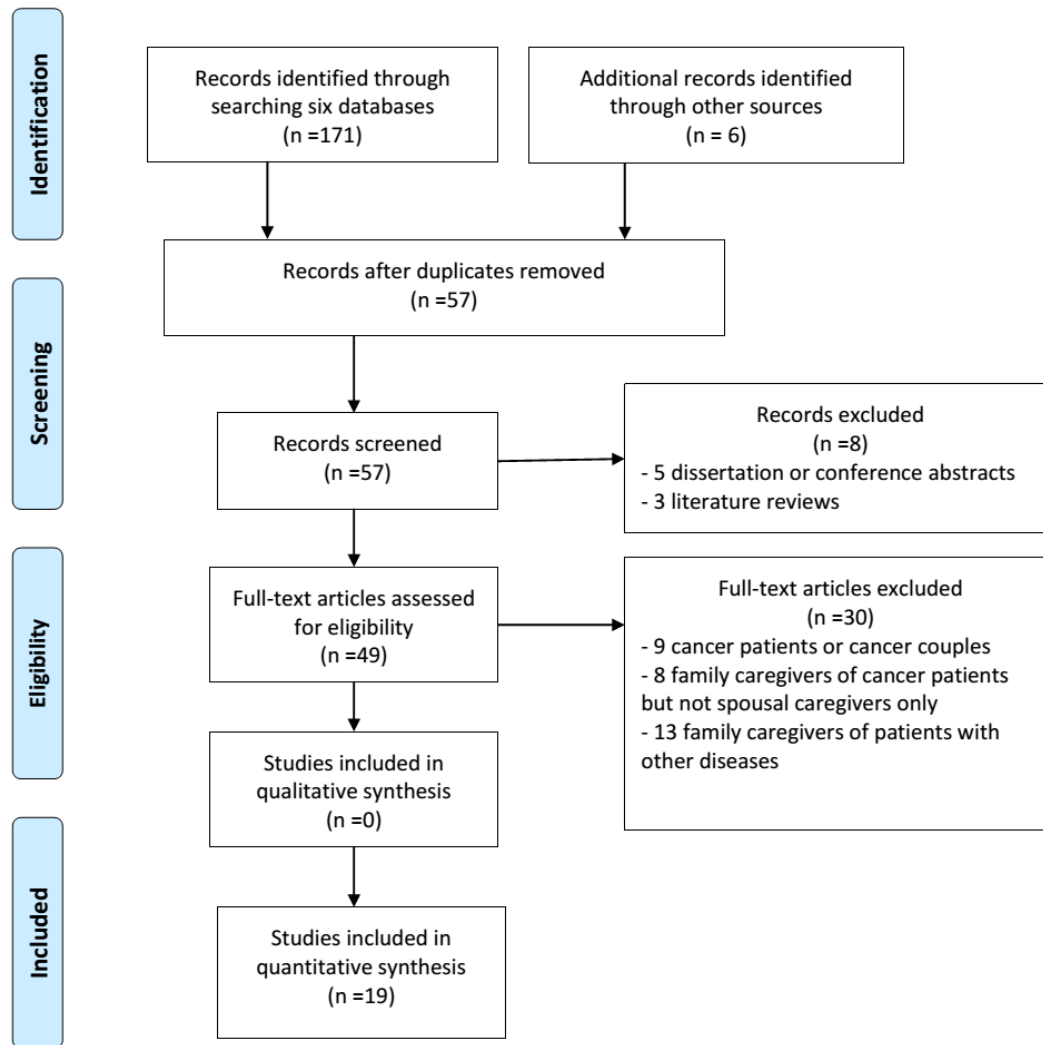 Identification
Records identified through
searching six databases
(n =171)
Additional records identified
through other sources
(n = 6)
Records after duplicates removed
(n =57)
Screening
Records screened
(n =57)
Records excluded
(n =8)
- 5 dissertation or conference abstracts
- 3 literature reviews
Eligibility
Full-text articles assessed
for eligibility
(n =49)
Full-text articles excluded
(n =30)
- 9 cancer patients or cancer couples
- 8 family caregivers of cancer patients
but not spousal caregivers only
- 13 family caregivers of patients with
other diseases
Studies included in
qualitative synthesis
(n =0)
Included
Studies included in
quantitative synthesis
(n =19)